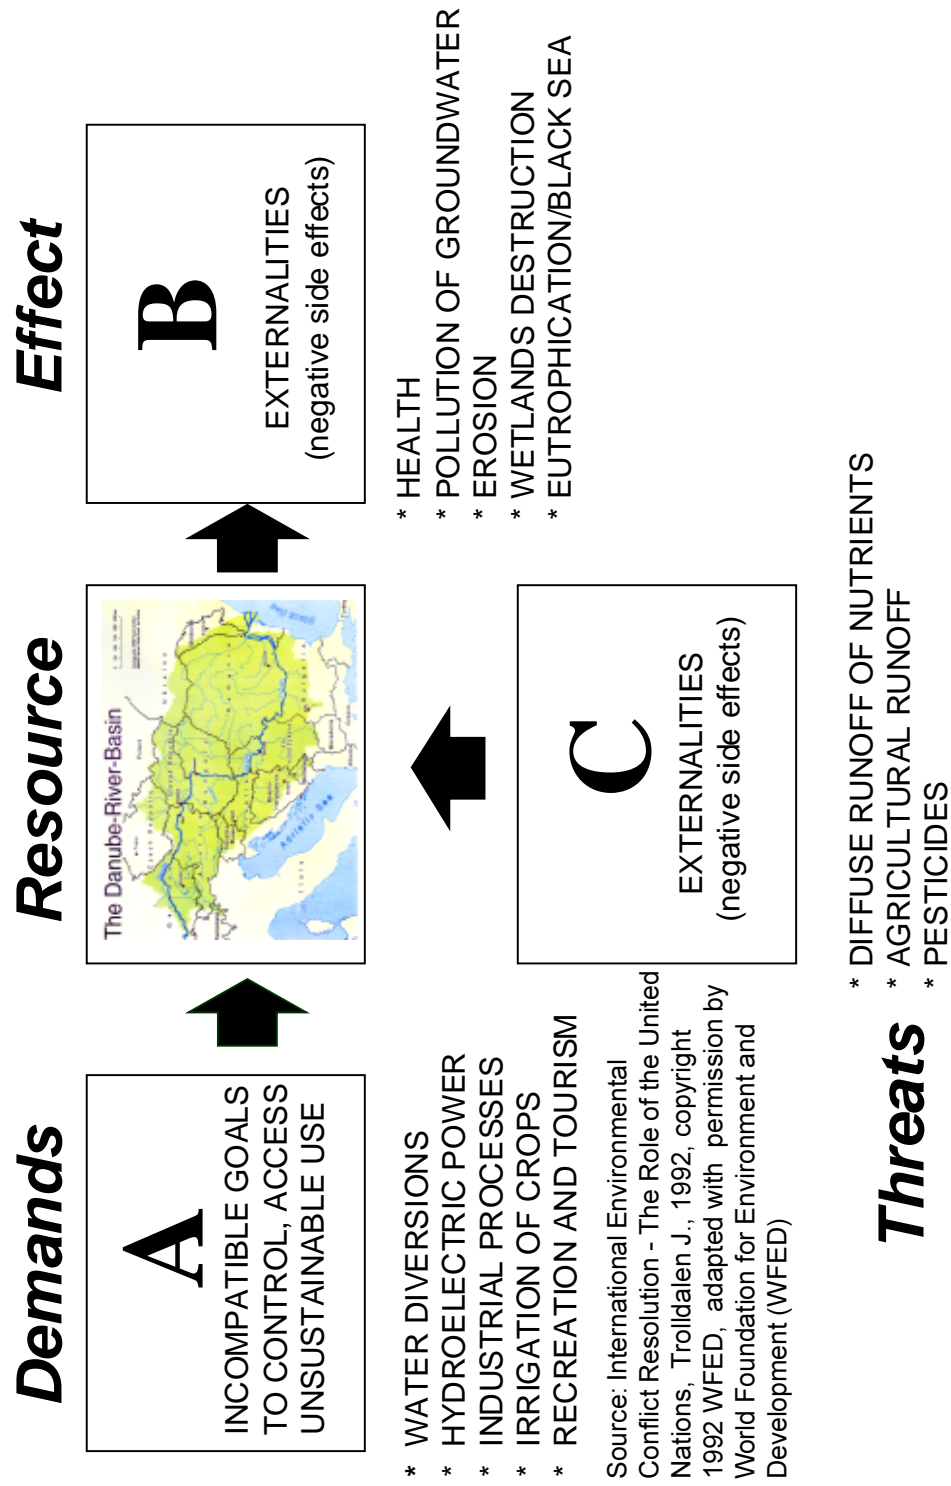 Demands
Resource
Effect
A
INCOMPATIBLE GOALS
TO CONTROL, ACCESS
UNSUSTAINABLE USE
The Danube-River-Basin
Adriatic Sea
Black Sea
B
EXTERNALITIES
(negative side effects)
* WATER DIVERSIONS
* HYDROELECTRIC POWER
* INDUSTRIAL PROCESSES
* IRRIGATION OF CROPS
* RECREATION AND TOURISM
* HEALTH
* POLLUTION OF GROUNDWATER
* EROSION
* WETLANDS DESTRUCTION
* EUTROPHICATION/BLACK SEA
C
EXTERNALITIES
(negative side effects)
Source: International Environmental
Conflict Resolution - The Role of the United
Nations, Trolldalen J., 1992, copyright
1992 WFED, adapted with permission by
World Foundation for Environment and
Development (WFED)
Threats
* DIFFUSE RUNOFF OF NUTRIENTS
* AGRICULTURAL RUNOFF
* PESTICIDES